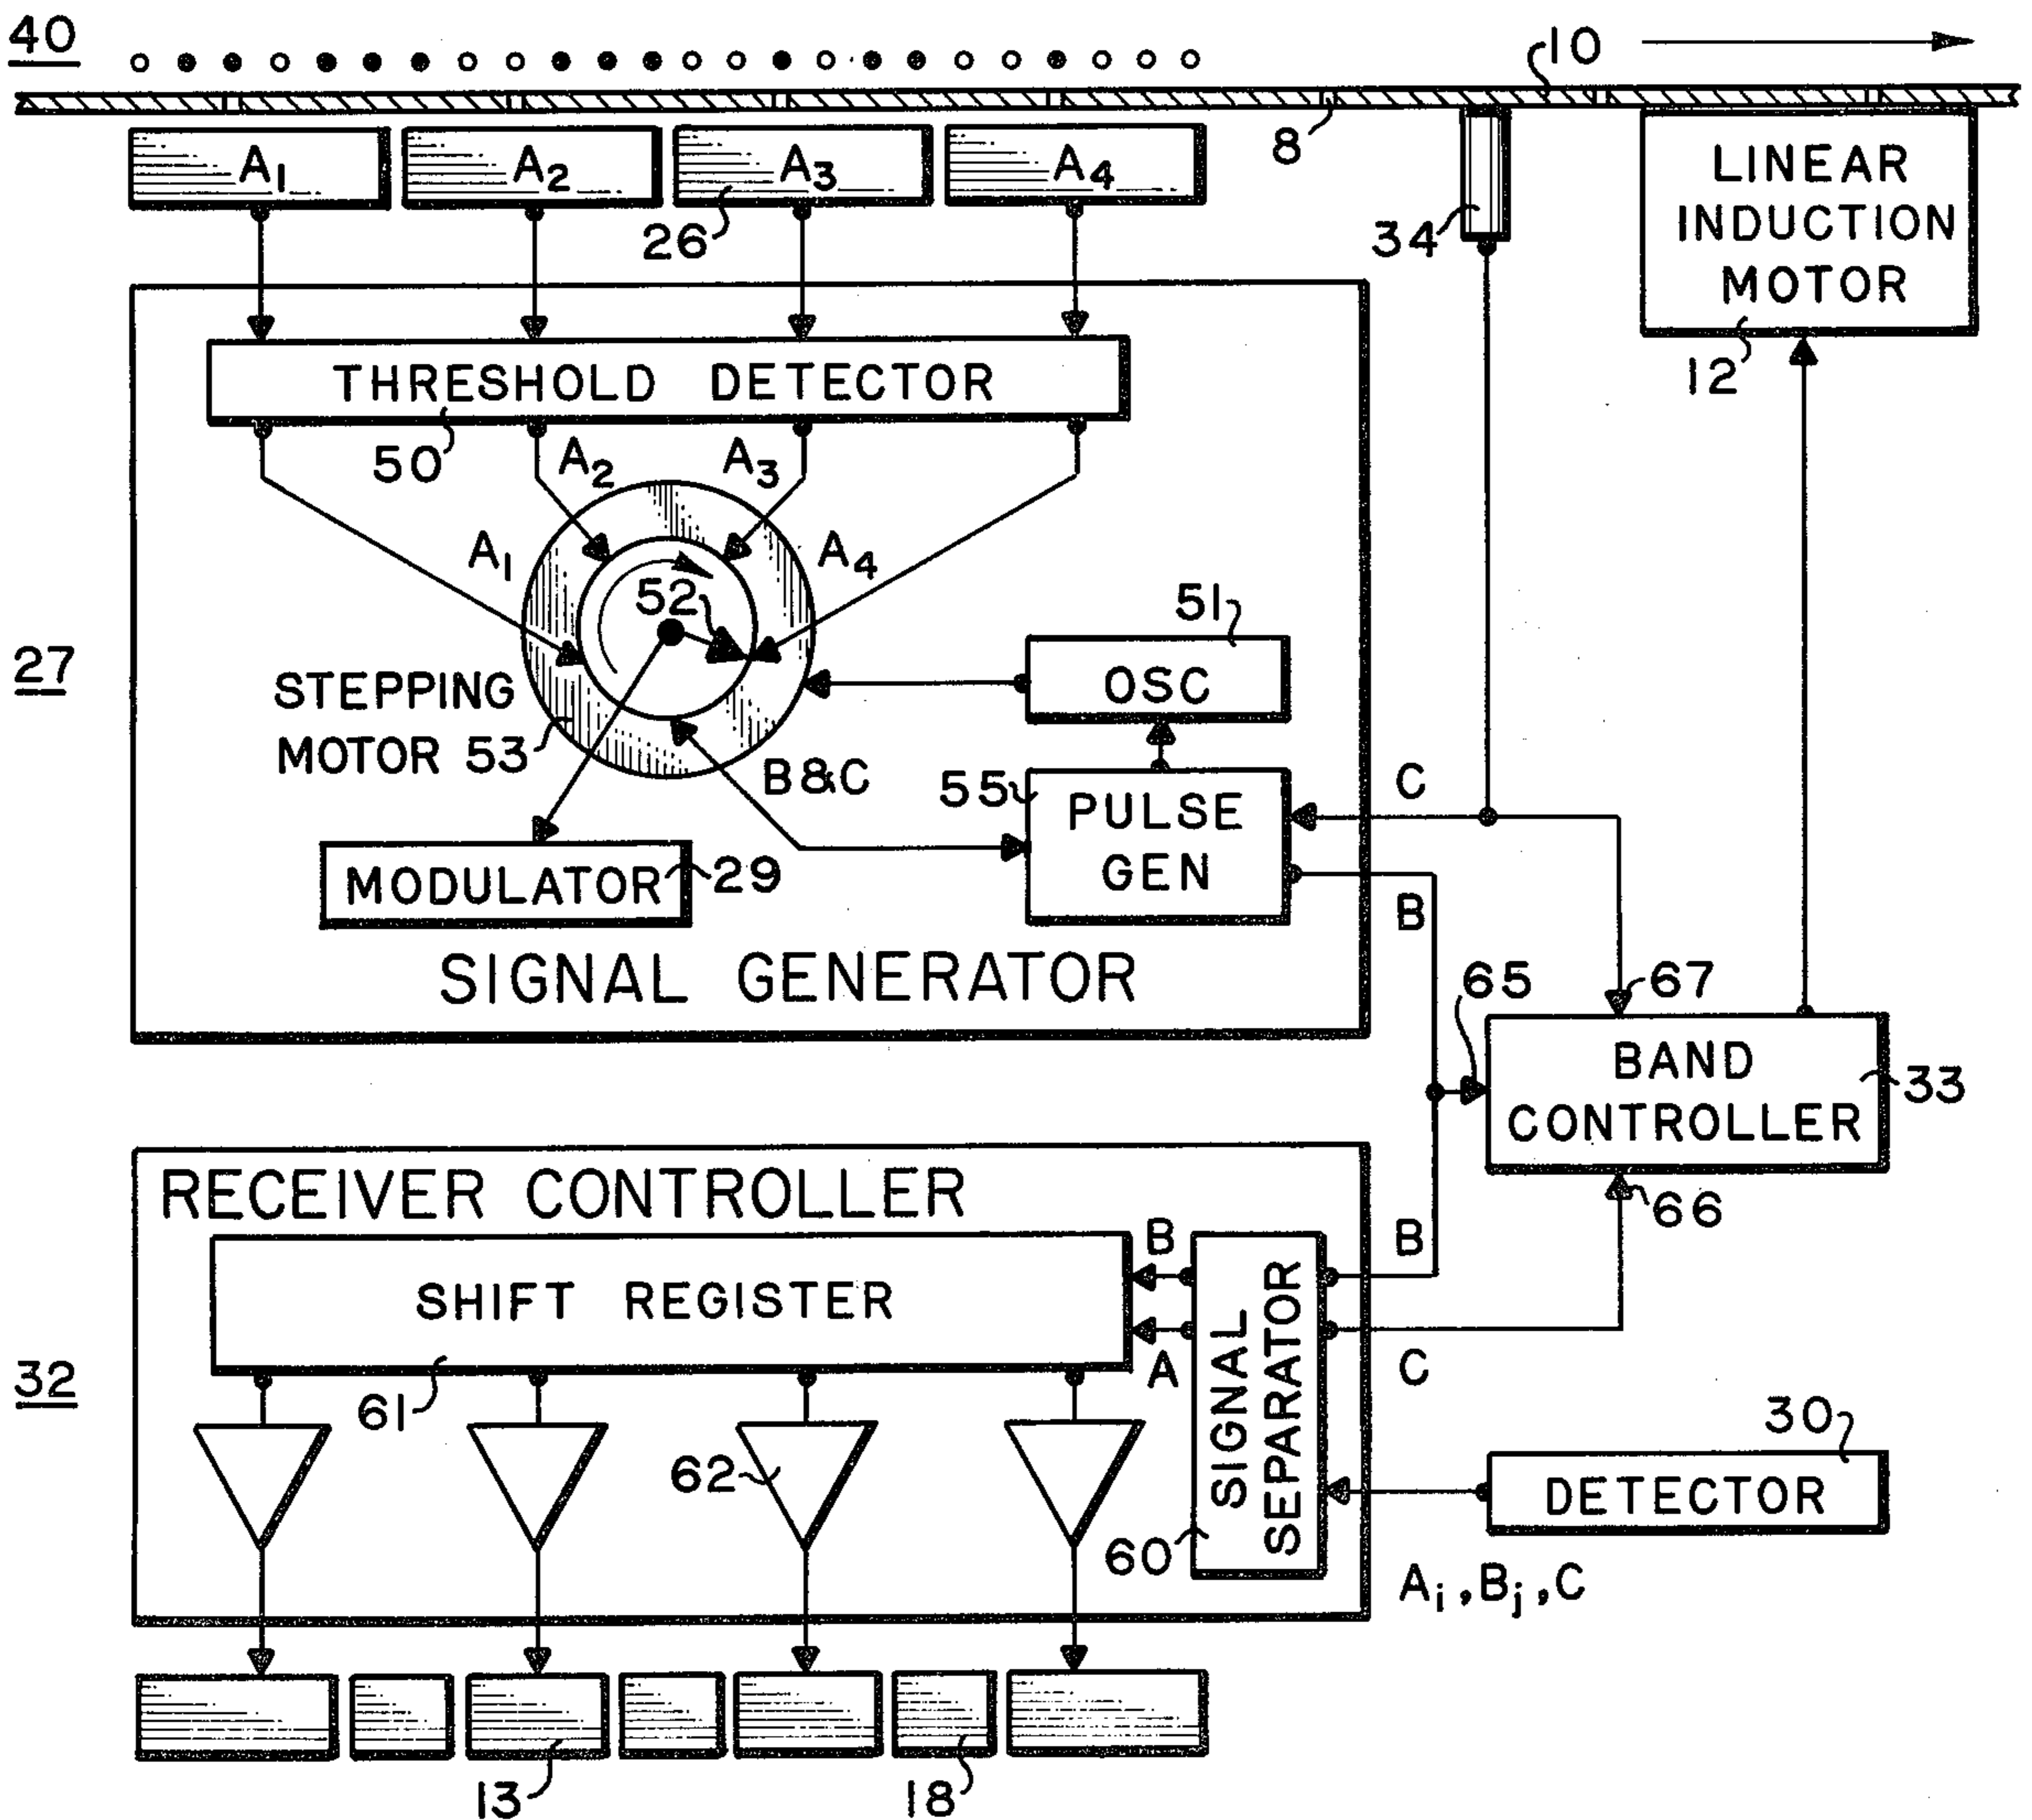 40
10
A1
A2
A3
A4
26
8
34
LINEAR
INDUCTION
MOTOR
12
THRESHOLD DETECTOR
50
A2
A3
A1
A4
52
27
STEPPING
MOTOR 53
51
OSC
B&C
55
PULSE
GEN
C
B
MODULATOR
29
SIGNAL GENERATOR
65
67
BAND
CONTROLLER
33
66
RECEIVER CONTROLLER
SHIFT REGISTER
61
B
A
SIGNAL
SEPARATOR
60
B
C
32
62
30
DETECTOR
Ai, Bj, C
13
18